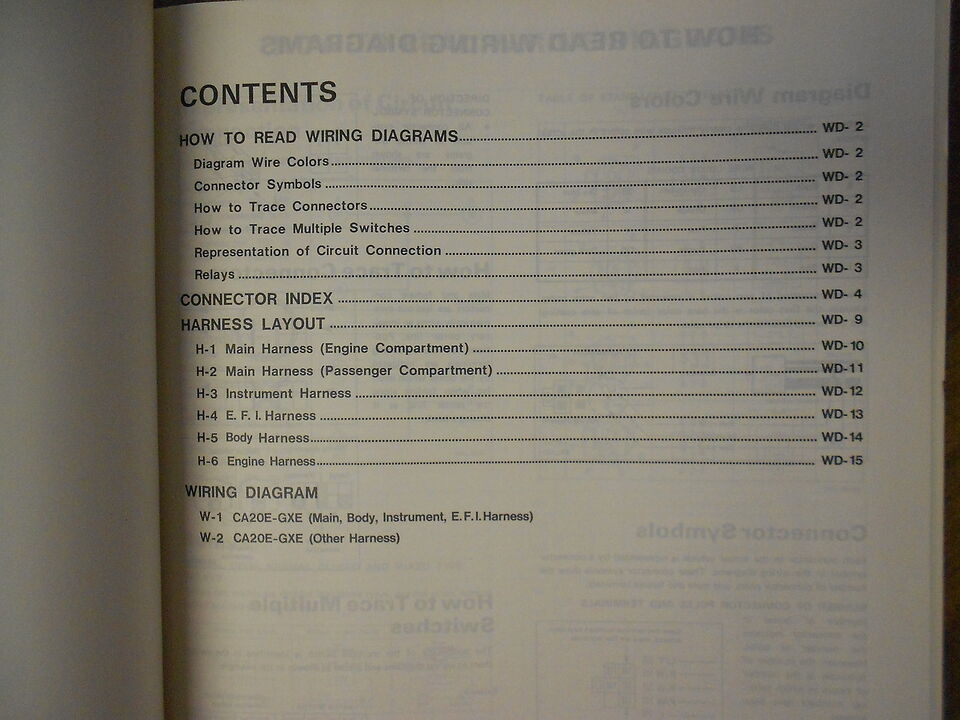 CONTENTS
HOW TO READ WIRING DIAGRAMS WD- 2
Diagram Wire Colors WD- 2
Connector Symbols WD- 2
How to Trace Connectors WD- 2
How to Trace Multiple Switches WD- 2
Representation of Circuit Connection WD- 3
Relays WD- 3
CONNECTOR INDEX WD- 4
HARNESS LAYOUT WD- 9
H-1 Main Harness (Engine Compartment) WD-10
H-2 Main Harness (Passenger Compartment) WD-11
H-3 Instrument Harness WD-12
H-4 E. F. I. Harness WD-13
H-5 Body Harness WD-14
H-6 Engine Harness WD-15
WIRING DIAGRAM
W-1 CA20E-GXE (Main, Body, Instrument, E.F.I. Harness)
W-2 CA20E-GXE (Other Harness)